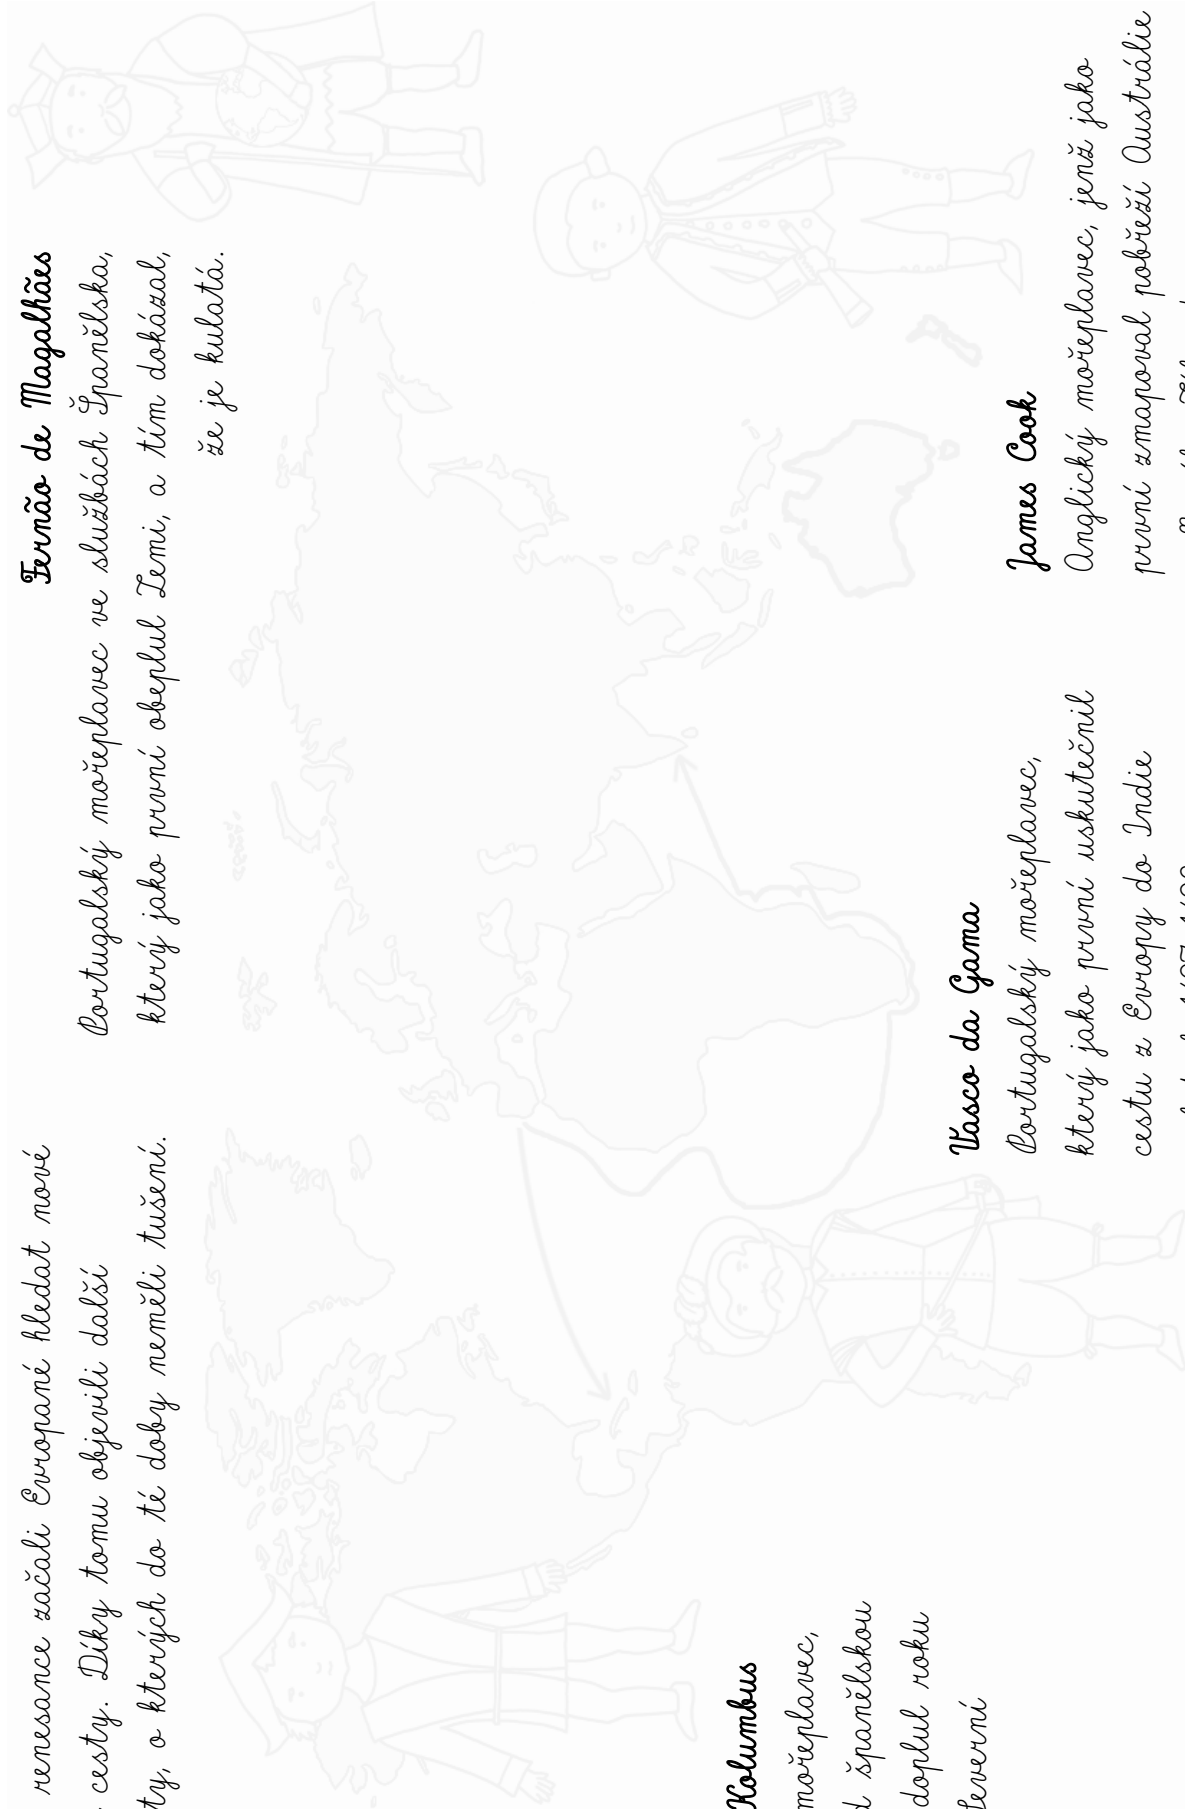 renesance začali Evropané hledat nové
cesty. Díky tomu objevili další
ty, o kterých do té doby neměli tušení.
Fernão de Magalhães
Portugalský mořeplavec ve službách Španělska,
který jako první obeplul Zemi, a tím dokázal,
že je kulatá.
Kolumbus
mořeplavec,
d španělskou
doplul roku
Severní
Vasco da Gama
Portugalský mořeplavec,
který jako první uskutečnil
cestu z Evropy do Indie
James Cook
Anglický mořeplavec, jenž jako
první zmapoval pobřeží Austrálie